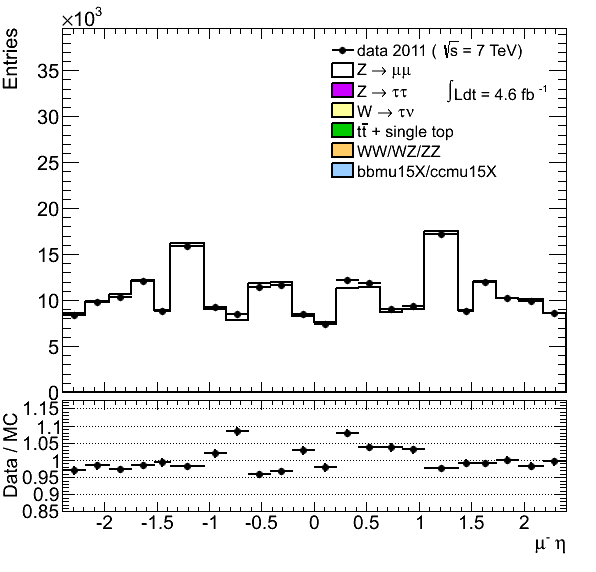 ×10³
Entries
35
30
25
20
15
10
5
0
data 2011 ( √s = 7 TeV)
Z → μμ
Z → ττ
W → τν
tt̄ + single top
WW/WZ/ZZ
bbmu15X/ccmu15X
∫Ldt = 4.6 fb⁻¹
Data / MC
1.15
1.1
1.05
1
0.95
0.9
0.85
-2 -1.5 -1 -0.5 0 0.5 1 1.5 2
μ⁻ η